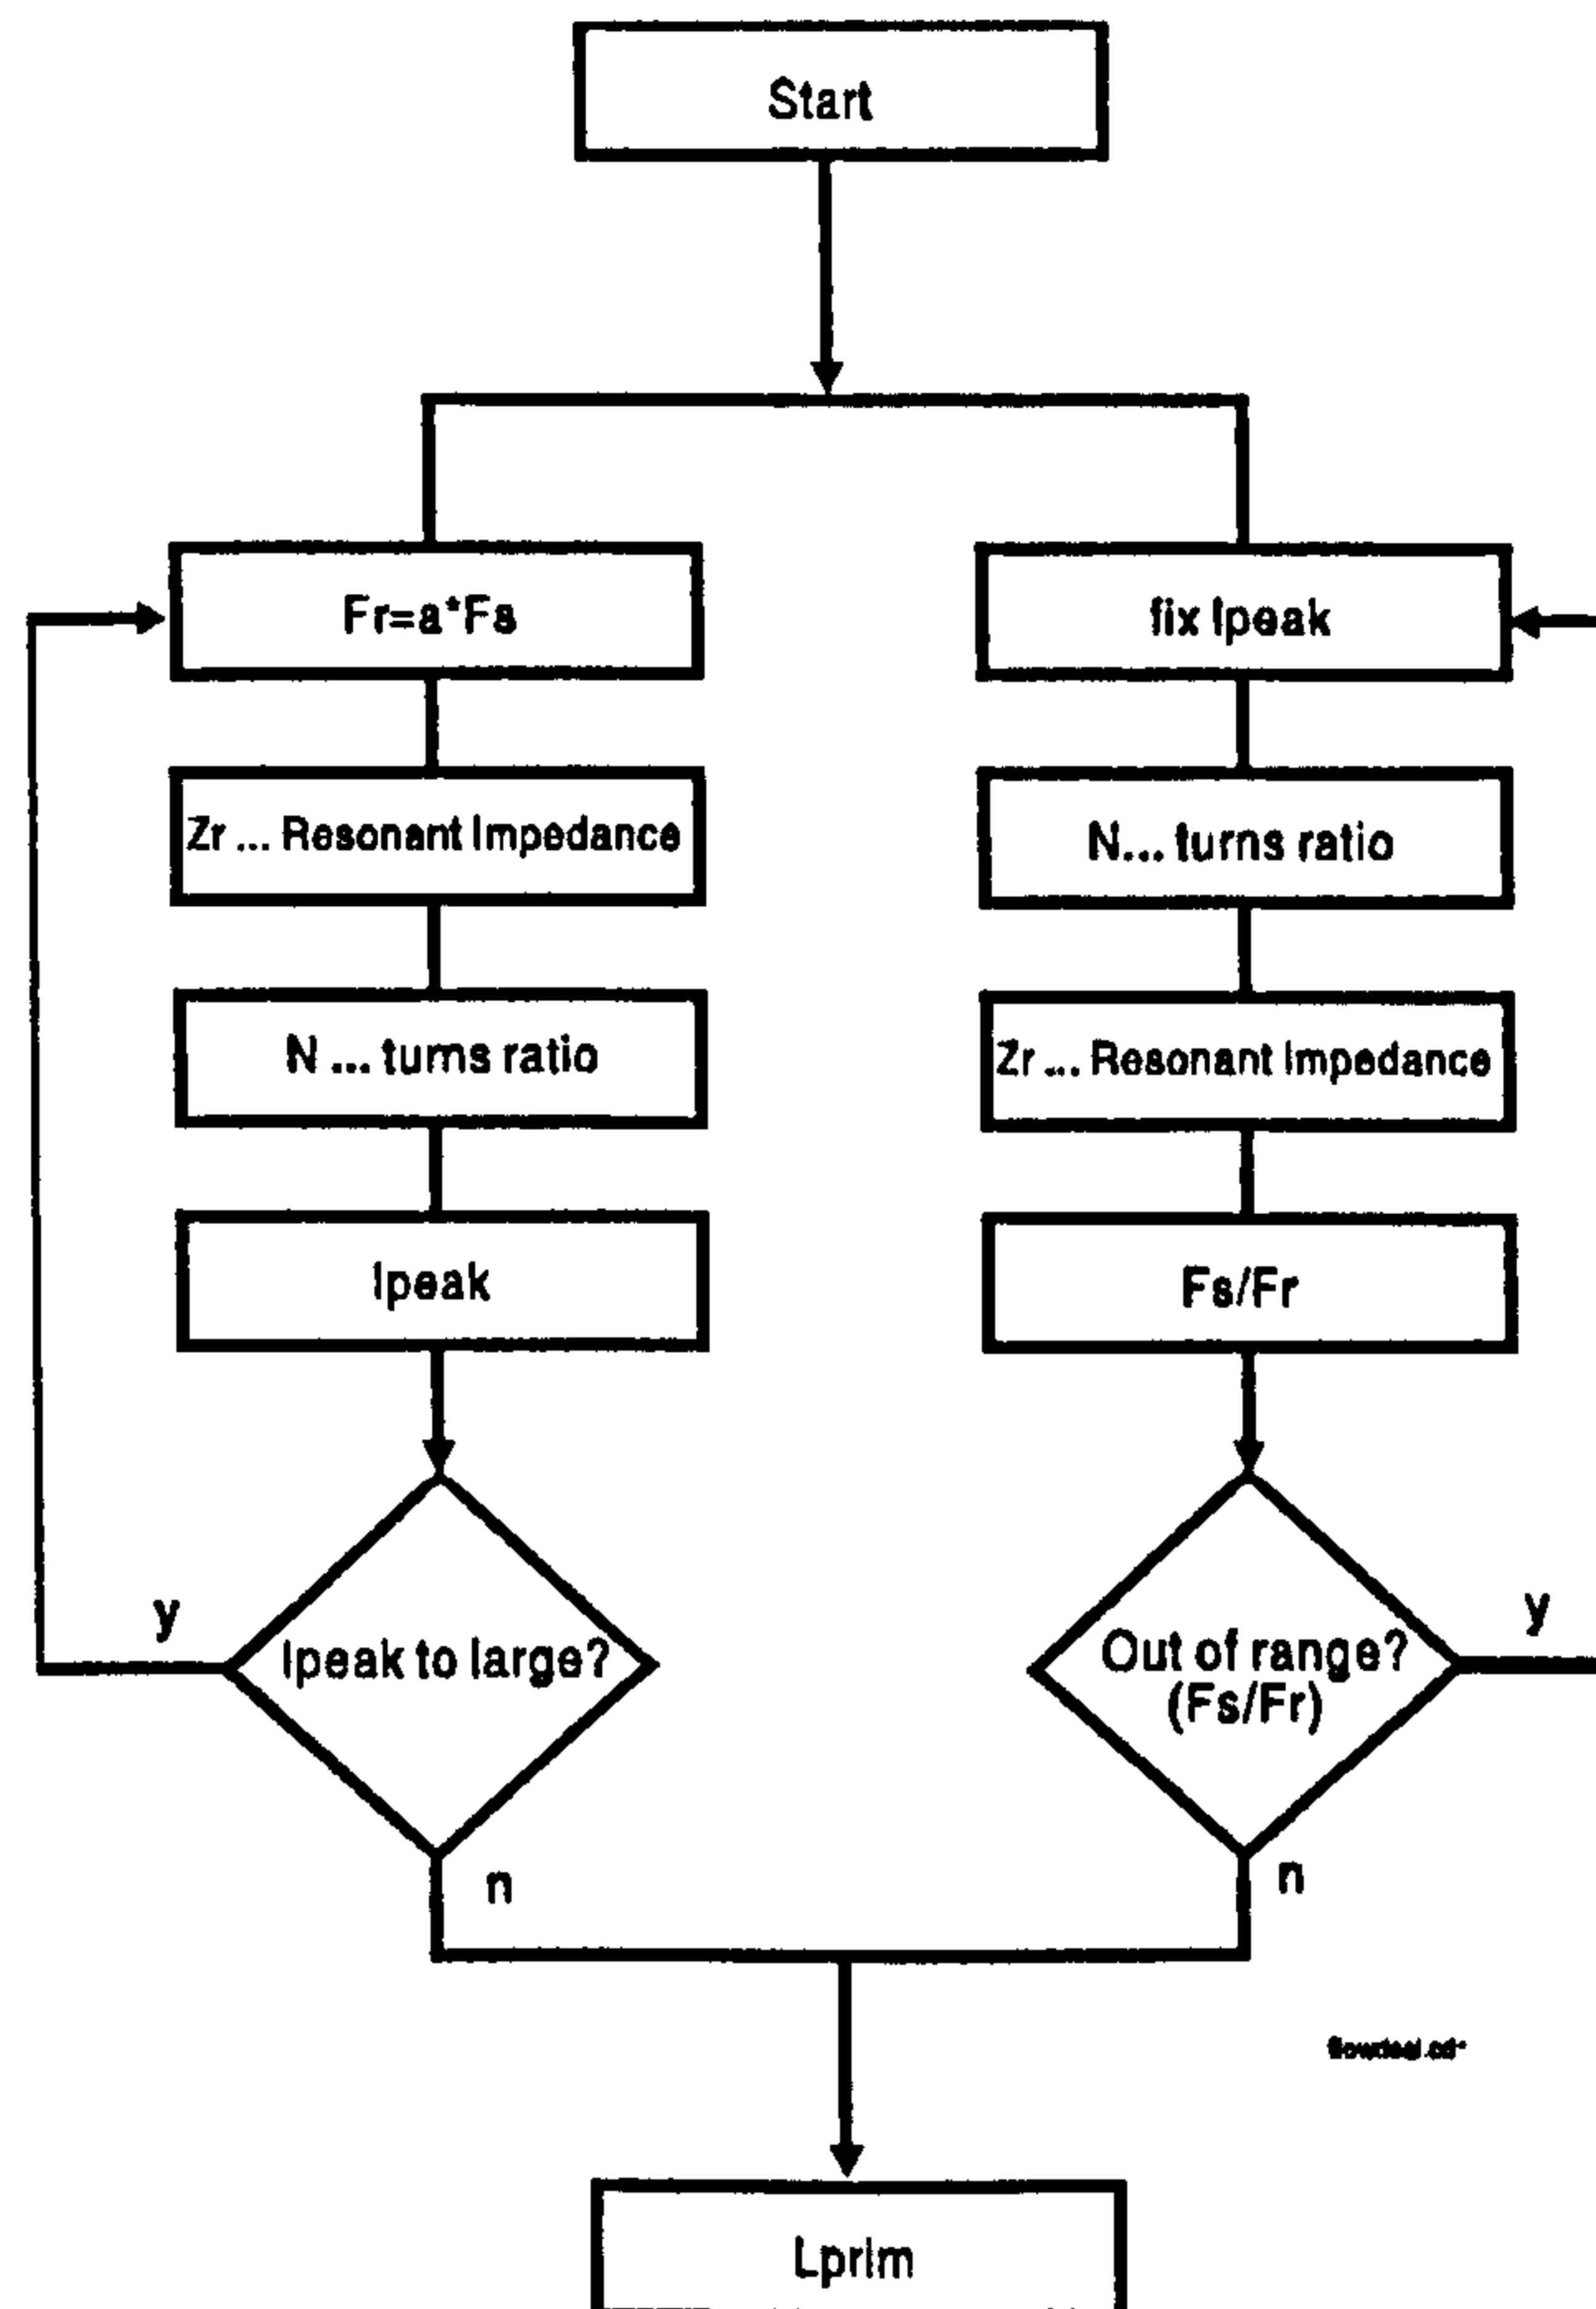 Start
Fr=a*Fs
Zr ... Resonant Impedance
N ... turns ratio
Ipeak
y
Ipeak to large?
n
fix Ipeak
N... turns ratio
Zr ... Resonant Impedance
Fs/Fr
y
Out of range?
(Fs/Fr)
n
Lprim